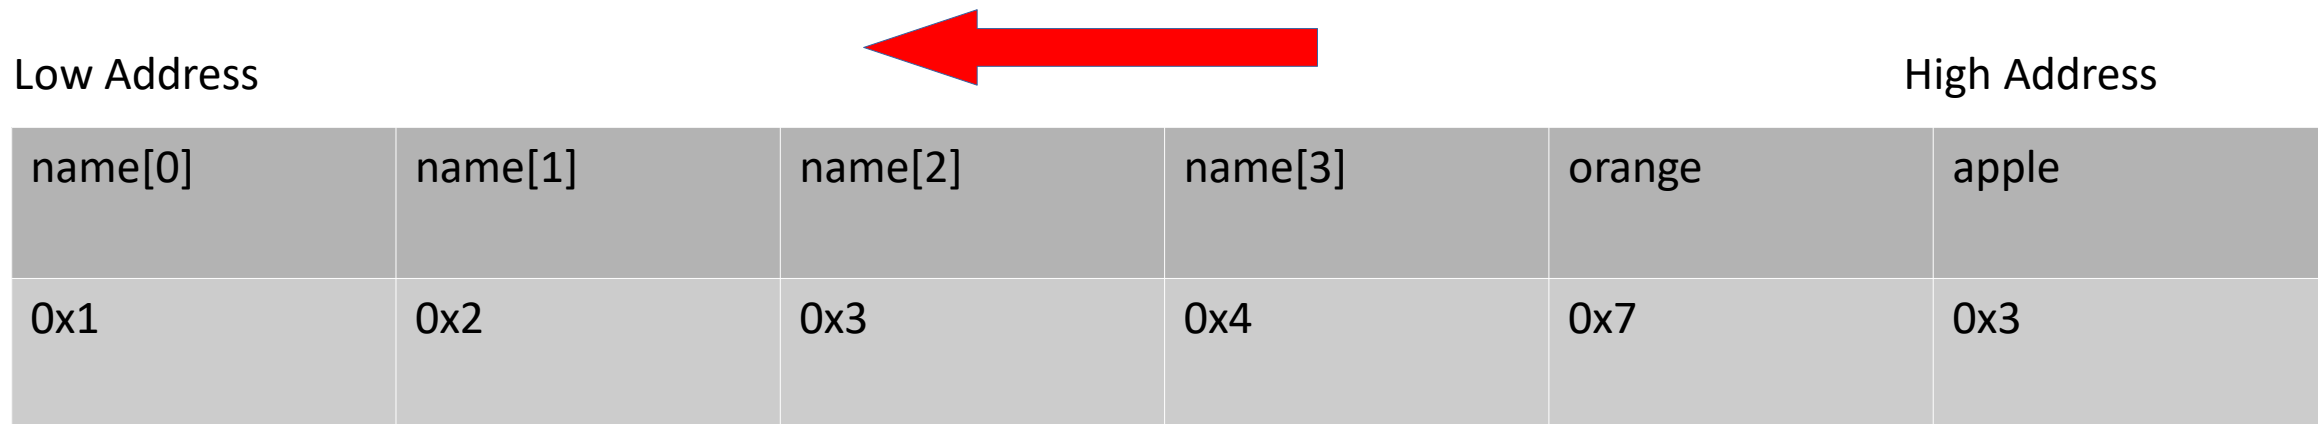 Low Address High Address
name[0] name[1] name[2] name[3] orange apple
0x1 0x2 0x3 0x4 0x7 0x3